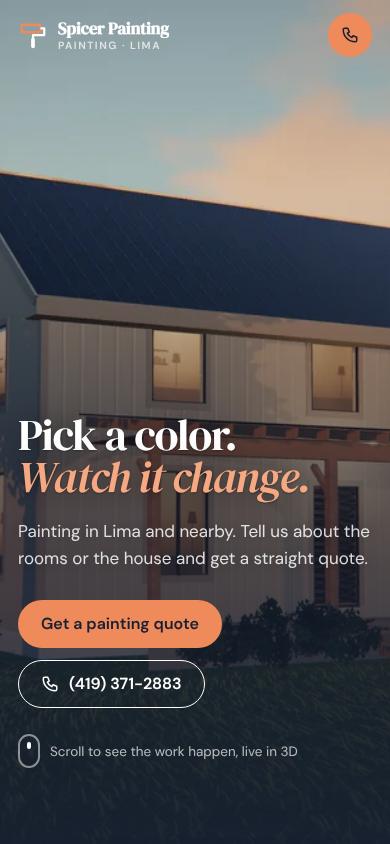 Spicer Painting
PAINTING · LIMA
Pick a color.
Watch it change.
Painting in Lima and nearby. Tell us about the
rooms or the house and get a straight quote.
Get a painting quote
(419) 371-2883
Scroll to see the work happen, live in 3D